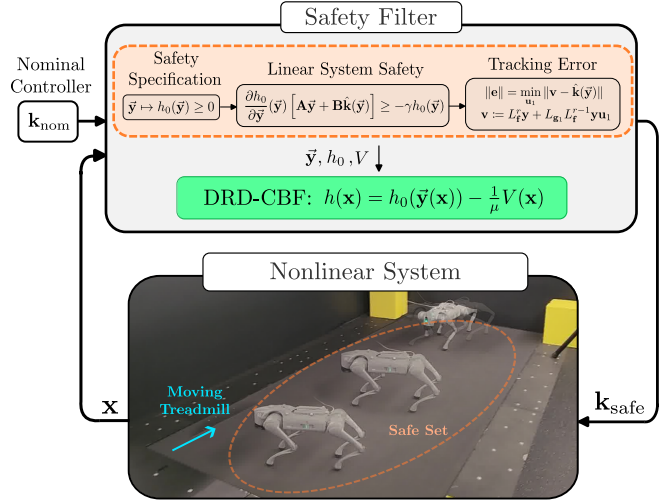 Safety Filter
Nominal
Controller
k_nom
Safety
Specification
y⃗ ↦ h₀(y⃗) ≥ 0
Linear System Safety
∂h₀/∂y⃗ (y⃗) [Ay⃗ + Bk̂(y⃗)] ≥ −γh₀(y⃗)
Tracking Error
‖e‖ = min_{u₁} ‖v − k̂(y⃗)‖
v := L_f^r y + L_{g₁} L_f^{r−1} y u₁
y⃗, h₀, V
DRD-CBF: h(x) = h₀(y⃗(x)) − 1/μ V(x)
Nonlinear System
Moving
Treadmill
Safe Set
x
k_safe